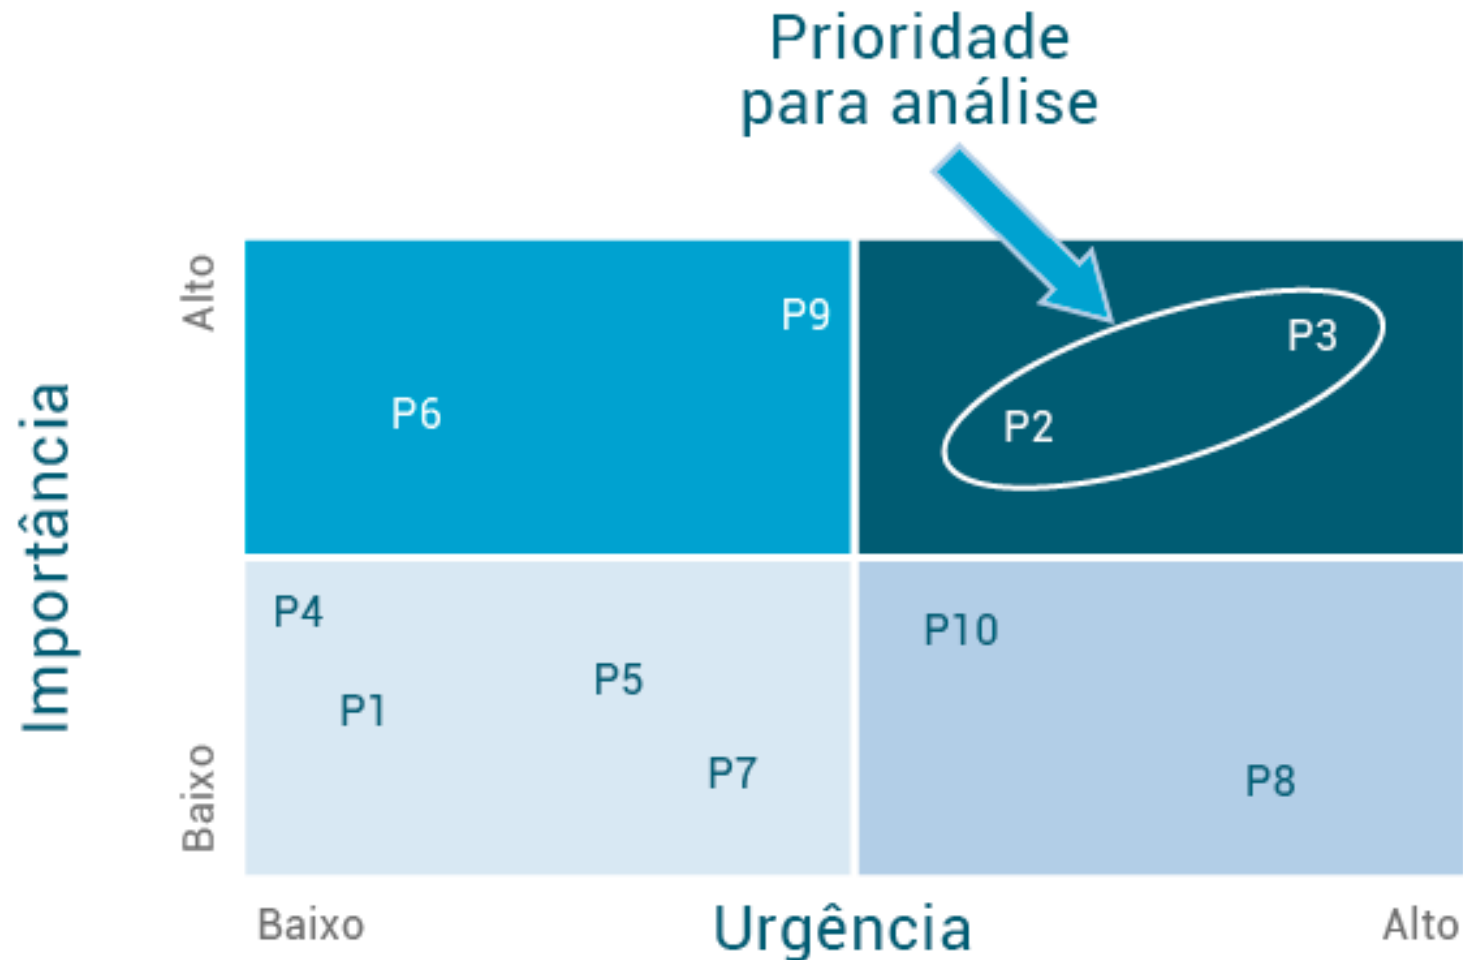 Prioridade
para análise
Alto
P9
P3
P6
P2
Importância
P4
P10
P5
P1
P7
P8
Baixo
Baixo
Urgência
Alto